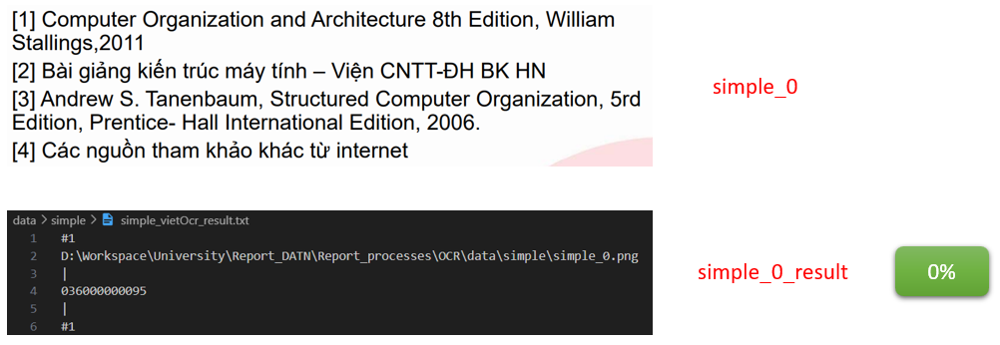 [1] Computer Organization and Architecture 8th Edition, William
Stallings,2011
[2] Bài giảng kiến trúc máy tính – Viện CNTT-ĐH BK HN
[3] Andrew S. Tanenbaum, Structured Computer Organization, 5rd
Edition, Prentice- Hall International Edition, 2006.
[4] Các nguồn tham khảo khác từ internet
simple_0
data > simple > simple_vietOcr_result.txt
1 #1
2 D:\Workspace\University\Report_DATN\Report_processes\OCR\data\simple\simple_0.png
3 |
4 036000000095
5 |
6 #1
simple_0_result
0%